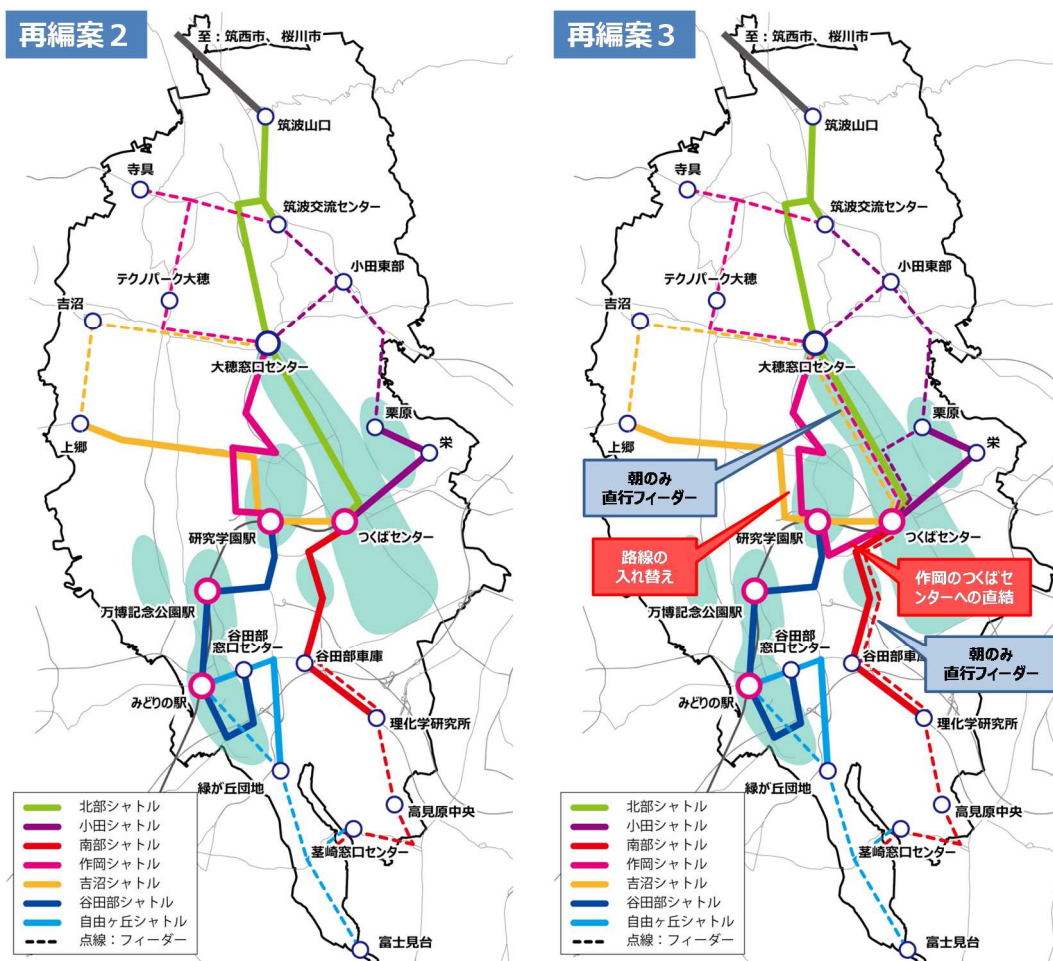 再編案２
至：筑西市、桜川市
筑波山口
寺具
筑波交流センター
小田東部
テクノパーク大穂
吉沼
大穂窓口センター
栗原
上郷
栄
研究学園駅
つくばセンター
万博記念公園駅
谷田部
窓口センター
谷田部車庫
みどりの駅
理化学研究所
緑が丘団地
高見原中央
茎崎窓口センター
富士見台
北部シャトル
小田シャトル
南部シャトル
作岡シャトル
吉沼シャトル
谷田部シャトル
自由ヶ丘シャトル
点線：フィーダー
再編案３
至：筑西市、桜川市
筑波山口
寺具
筑波交流センター
小田東部
テクノパーク大穂
吉沼
大穂窓口センター
栗原
上郷
栄
朝のみ
直行フィーダー
研究学園駅
つくばセンター
路線の
入れ替え
作岡のつくばセ
ンターへの直結
万博記念公園駅
谷田部
窓口センター
谷田部車庫
朝のみ
直行フィーダー
みどりの駅
理化学研究所
緑が丘団地
高見原中央
茎崎窓口センター
富士見台
北部シャトル
小田シャトル
南部シャトル
作岡シャトル
吉沼シャトル
谷田部シャトル
自由ヶ丘シャトル
点線：フィーダー